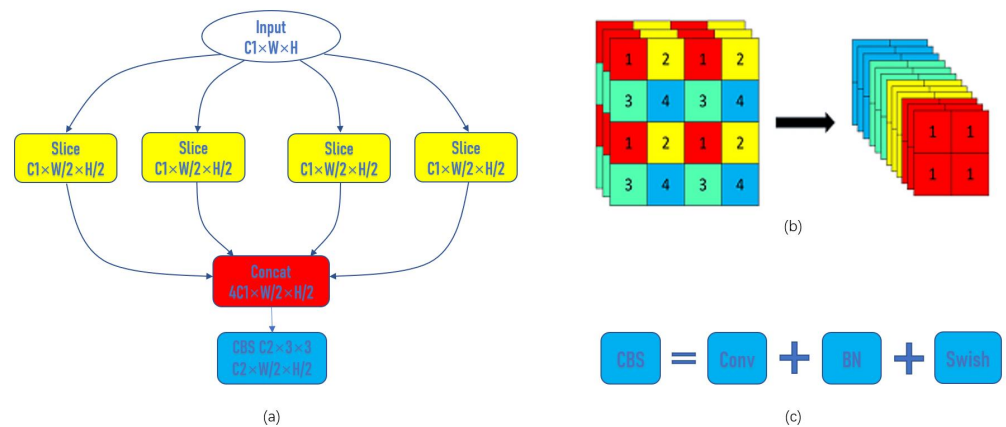 Input
C1×W×H
Slice
C1×W/2×H/2
Slice
C1×W/2×H/2
Slice
C1×W/2×H/2
Slice
C1×W/2×H/2
Concat
4C1×W/2×H/2
CBS C2×3×3
C2×W/2×H/2
(a)
1 2 1 2
3 4 3 4
1 2 1 2
3 4 3 4
1 1
1 1
(b)
CBS = Conv + BN + Swish
(c)